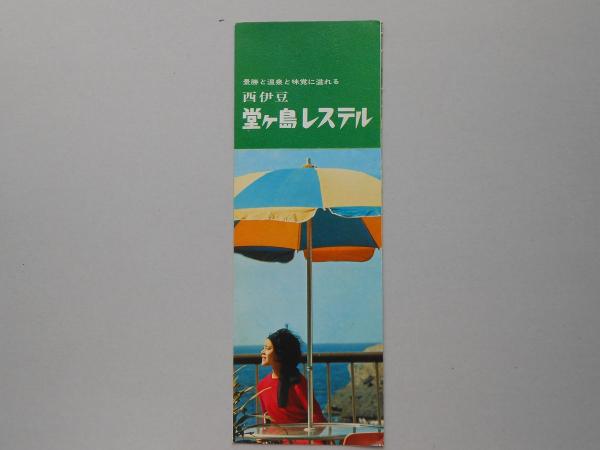 景勝と温泉と味覚に溢れる
西伊豆
堂ヶ島レステル